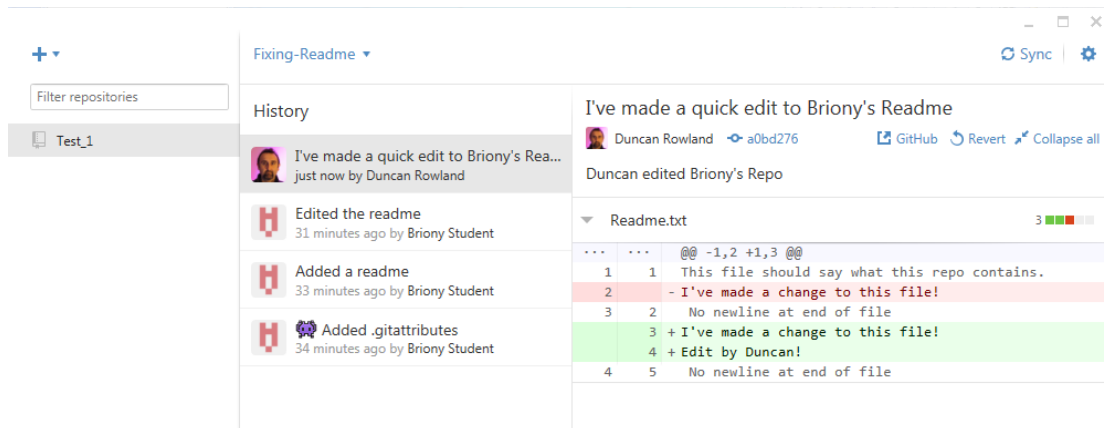 Fixing-Readme
Sync
Filter repositories
Test_1
History
I've made a quick edit to Briony's Rea...
just now by Duncan Rowland
Edited the readme
31 minutes ago by Briony Student
Added a readme
33 minutes ago by Briony Student
Added .gitattributes
34 minutes ago by Briony Student
I've made a quick edit to Briony's Readme
Duncan Rowland a0bd276 GitHub Revert Collapse all
Duncan edited Briony's Repo
Readme.txt 3
... ... @@ -1,2 +1,3 @@
1 1 This file should say what this repo contains.
2 - I've made a change to this file!
3 2 No newline at end of file
3 + I've made a change to this file!
4 + Edit by Duncan!
4 5 No newline at end of file